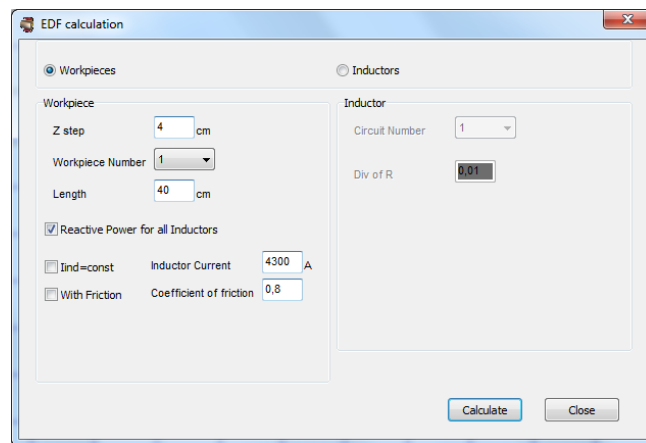 EDF calculation
Workpieces
Inductors
Workpiece
Inductor
Z step 4 cm
Circuit Number 1
Workpiece Number 1
Div of R 0,01
Length 40 cm
Reactive Power for all Inductors
Iind=const Inductor Current 4300 A
With Friction Coefficient of friction 0,8
Calculate Close